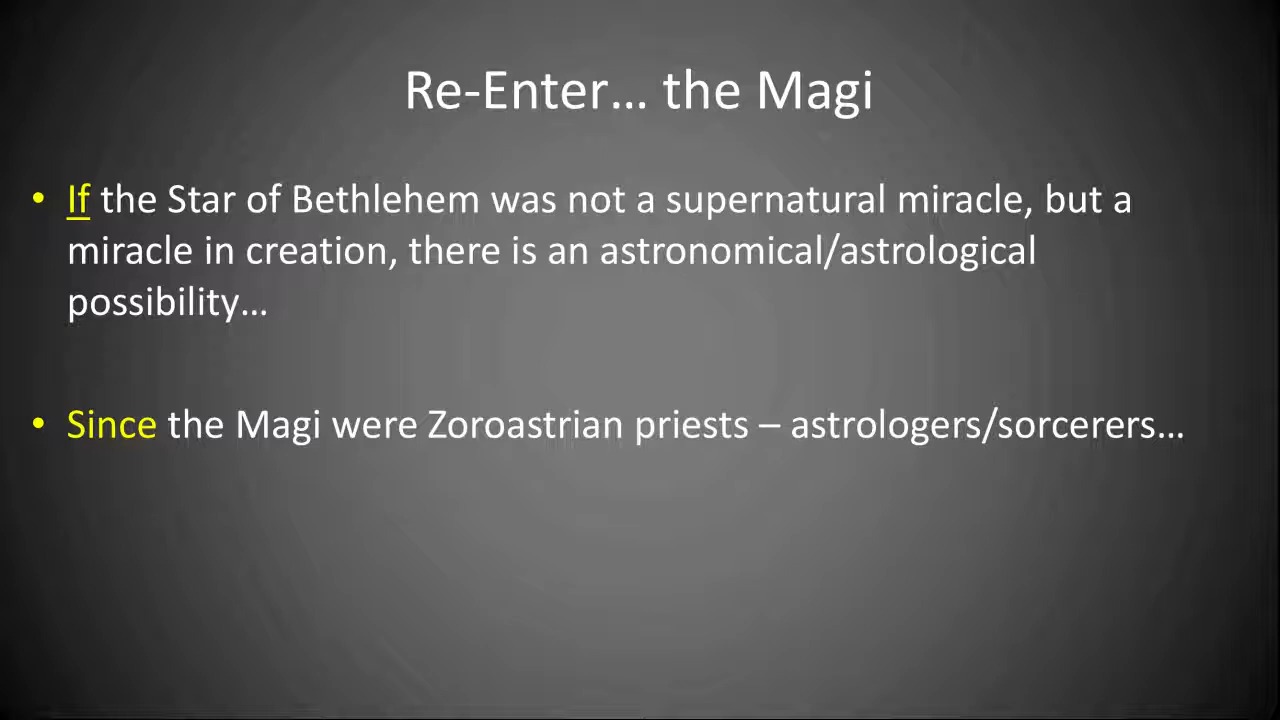 Re-Enter… the Magi
• If the Star of Bethlehem was not a supernatural miracle, but a
miracle in creation, there is an astronomical/astrological
possibility…
• Since the Magi were Zoroastrian priests – astrologers/sorcerers…